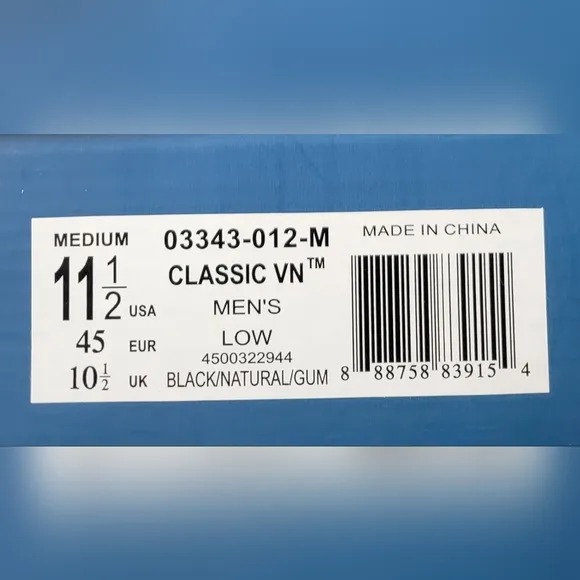 MEDIUM
11 1/2 USA
45 EUR
10 1/2 UK
03343-012-M
CLASSIC VN™
MEN'S
LOW
4500322944
BLACK/NATURAL/GUM
MADE IN CHINA
8 88758 83915 4